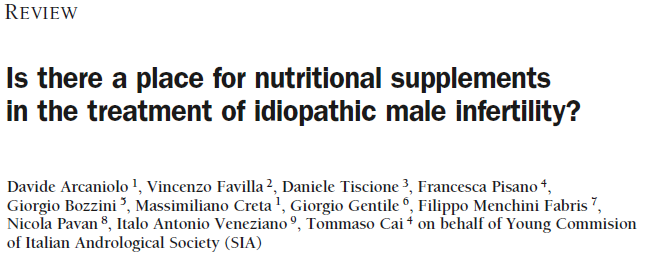 REVIEW
Is there a place for nutritional supplements
in the treatment of idiopathic male infertility?
Davide Arcaniolo 1, Vincenzo Favilla 2, Daniele Tiscione 3, Francesca Pisano 4,
Giorgio Bozzini 5, Massimiliano Creta 1, Giorgio Gentile 6, Filippo Menchini Fabris 7,
Nicola Pavan 8, Italo Antonio Veneziano 9, Tommaso Cai 4 on behalf of Young Commision
of Italian Andrological Society (SIA)